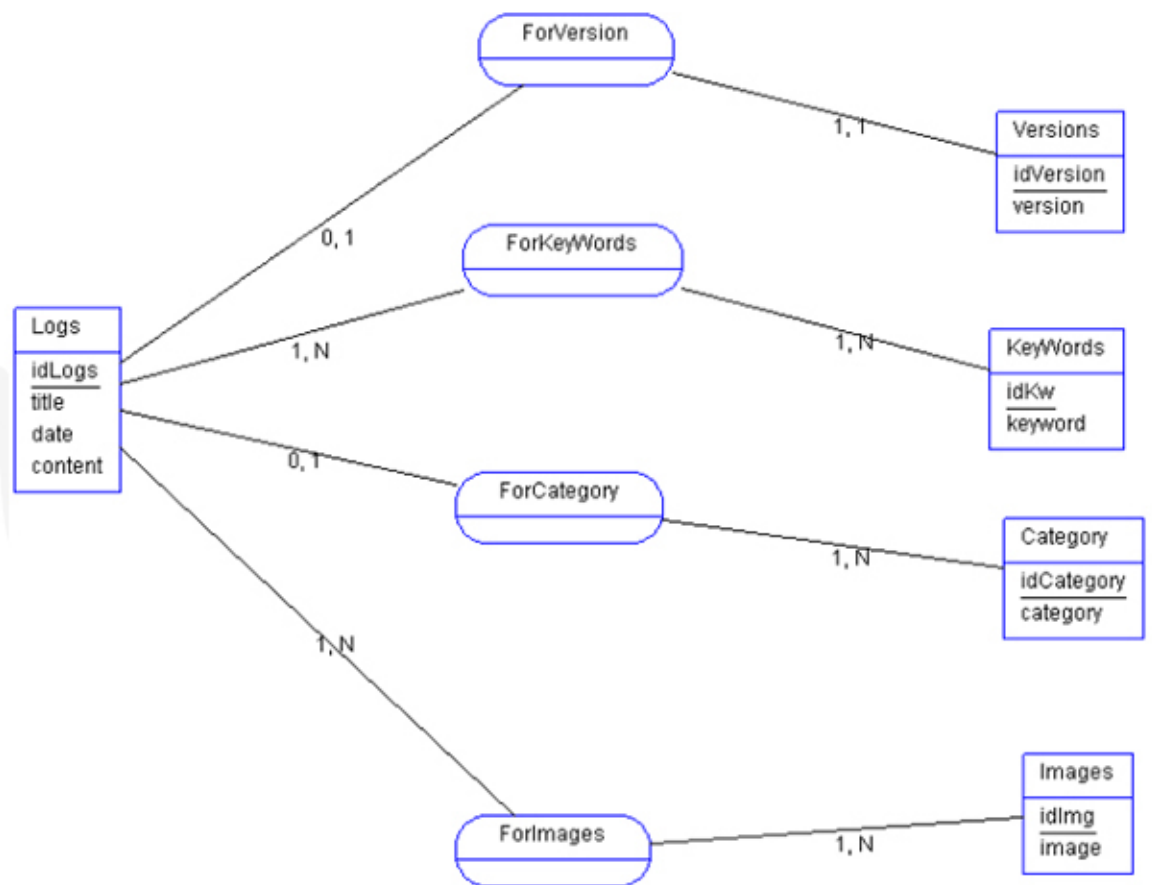 ForVersion
1, 1
Versions
idVersion
version
0, 1
ForKeyWords
1, N
1, N
KeyWords
idKw
keyword
Logs
idLogs
title
date
content
0, 1
ForCategory
1, N
Category
idCategory
category
1, N
ForImages
1, N
Images
idImg
image